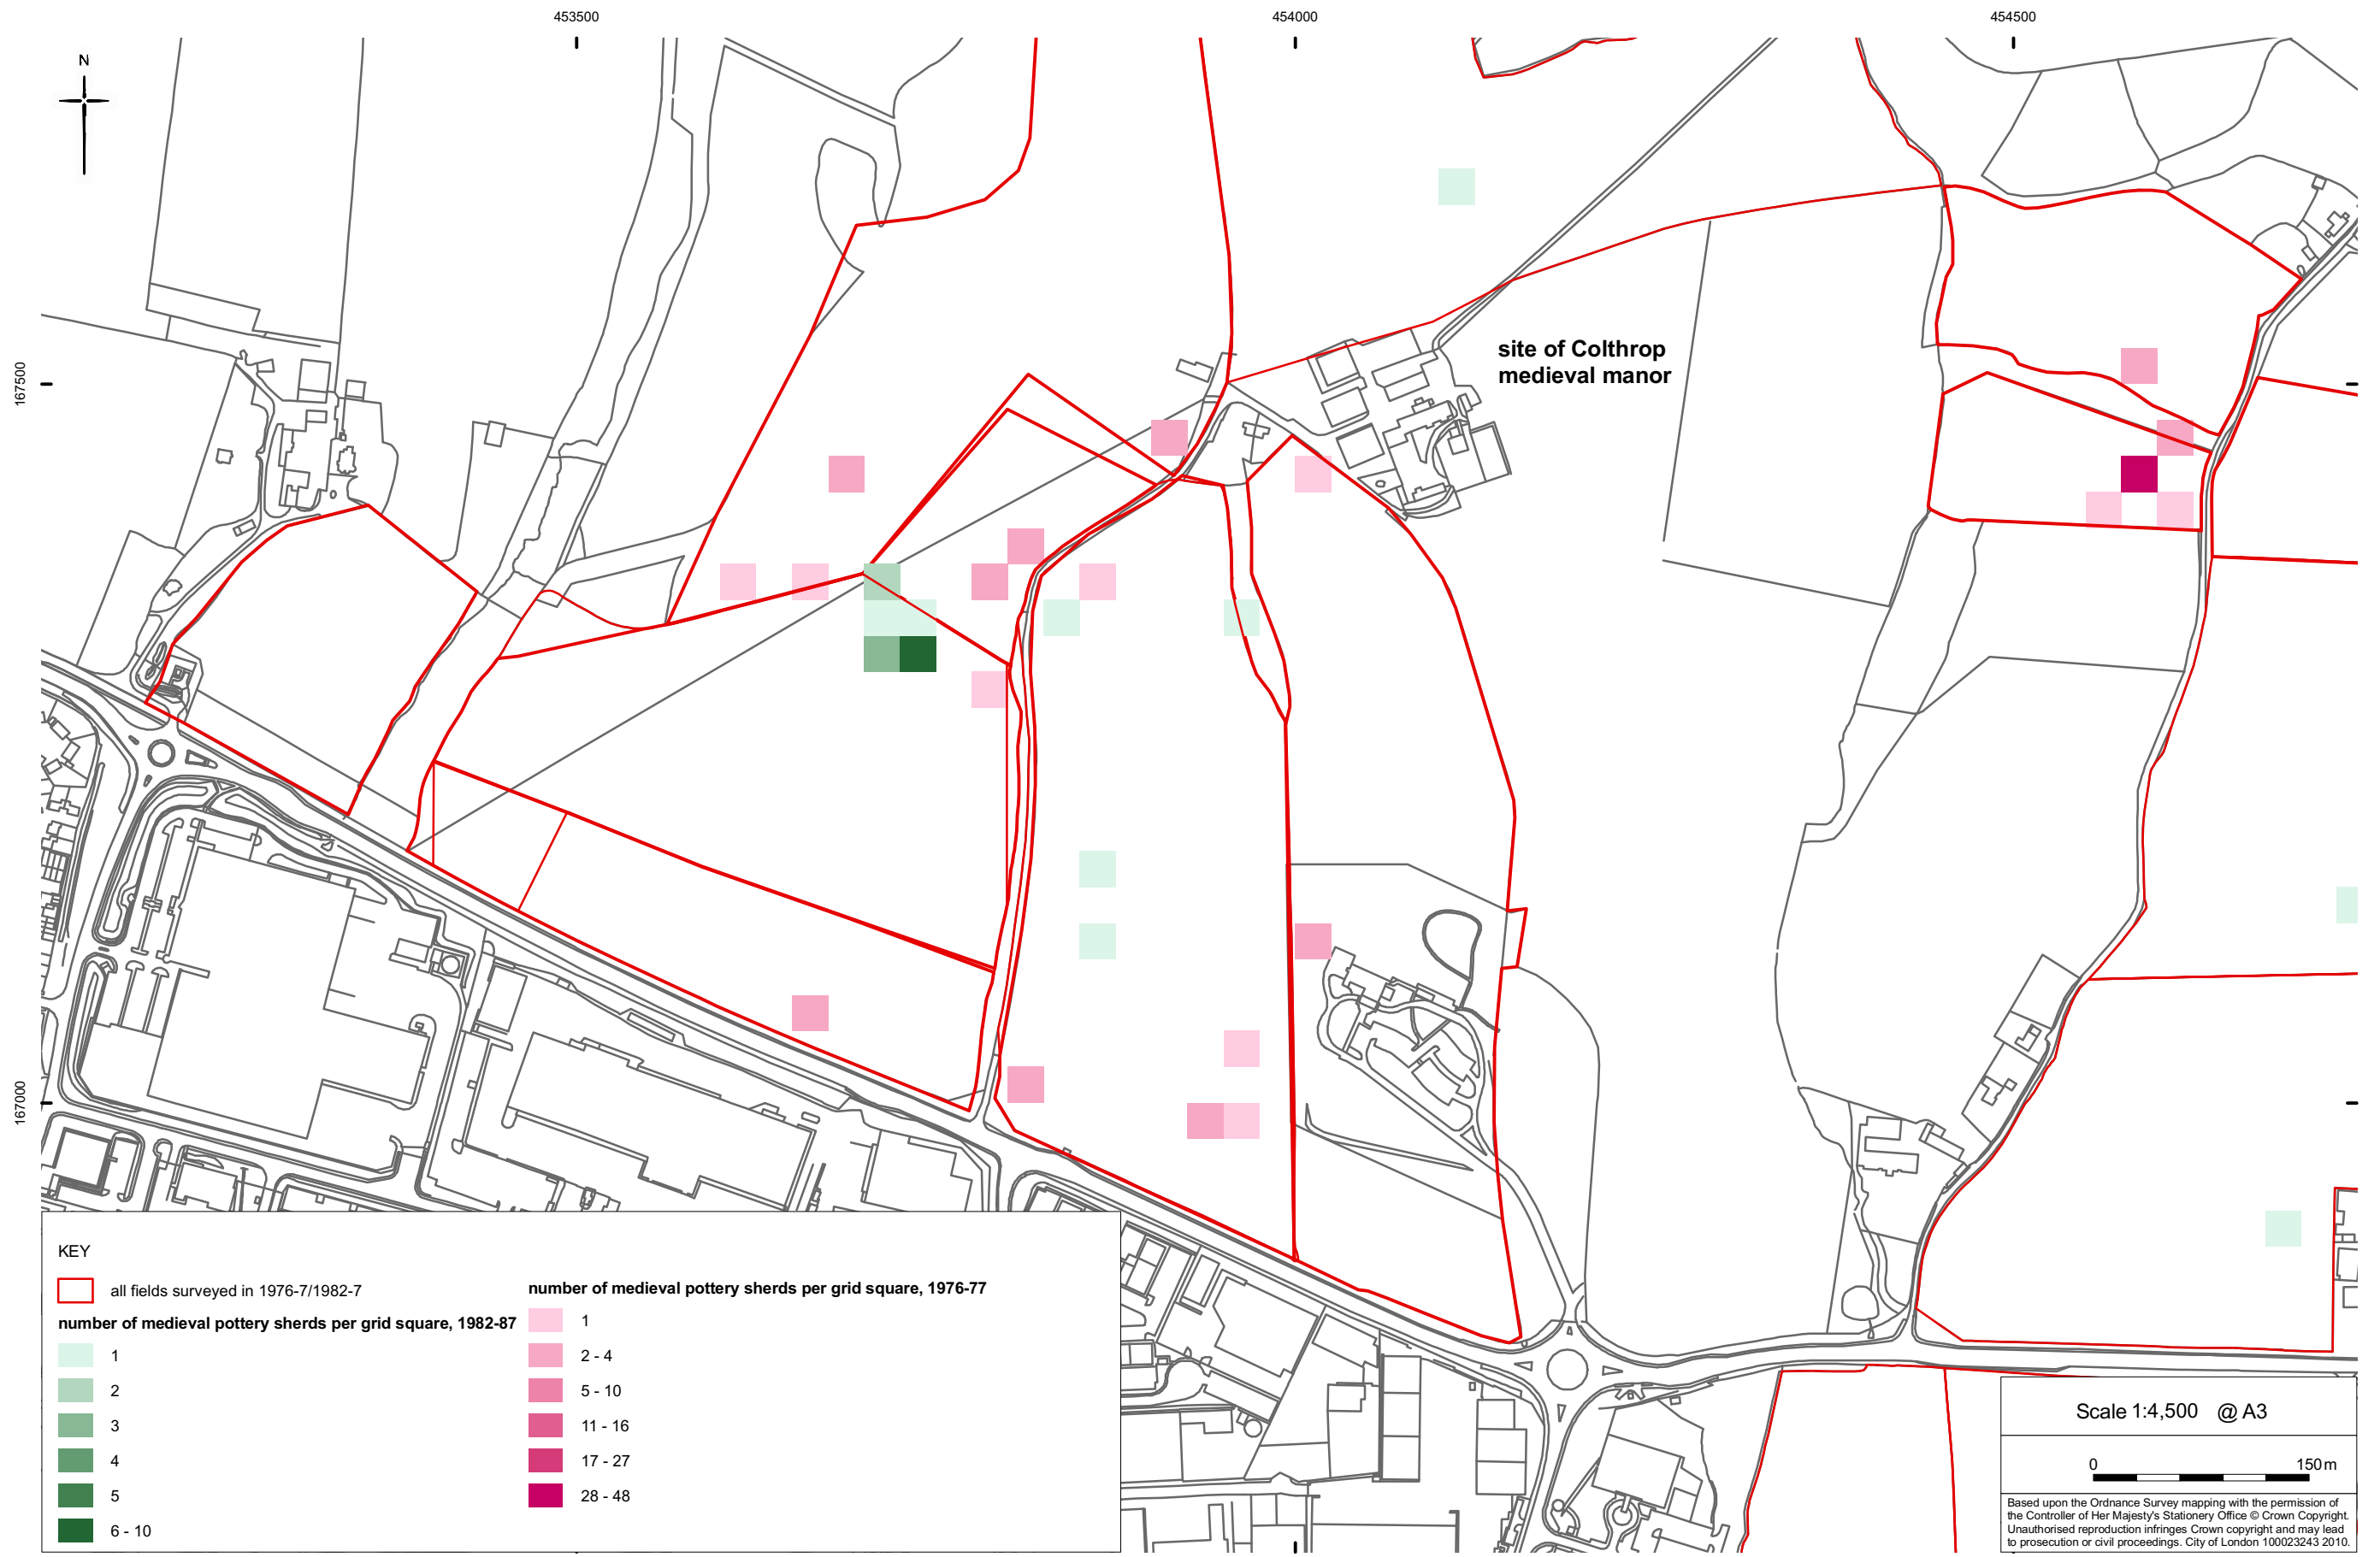 453500
454000
454500
N
167500
site of Colthrop
medieval manor
167000
KEY
all fields surveyed in 1976-7/1982-7
number of medieval pottery sherds per grid square, 1982-87
1
2
3
4
5
6 - 10
number of medieval pottery sherds per grid square, 1976-77
1
2 - 4
5 - 10
11 - 16
17 - 27
28 - 48
Scale 1:4,500 @ A3
0 150m
Based upon the Ordnance Survey mapping with the permission of
the Controller of Her Majesty's Stationery Office © Crown Copyright.
Unauthorised reproduction infringes Crown copyright and may lead
to prosecution or civil proceedings. City of London 100023243 2010.